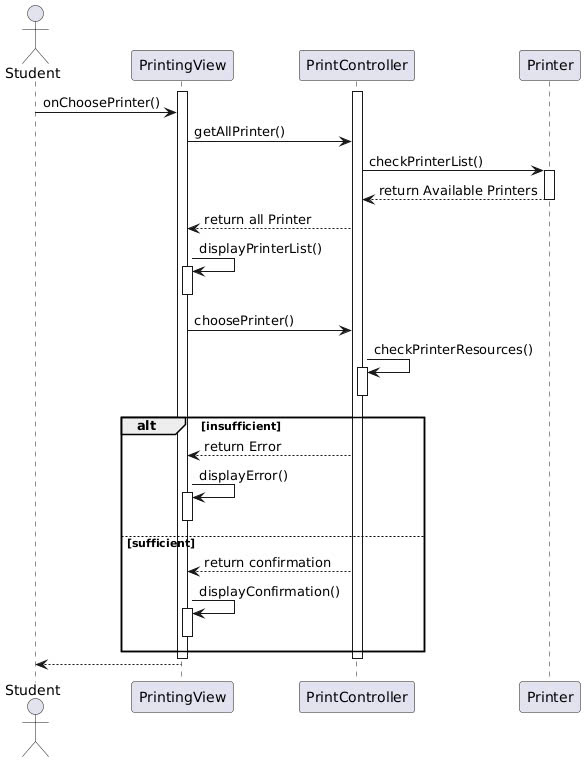 Student
PrintingView
PrintController
Printer
onChoosePrinter()
getAllPrinter()
checkPrinterList()
return Available Printers
return all Printer
displayPrinterList()
choosePrinter()
checkPrinterResources()
alt
[insufficient]
return Error
displayError()
[sufficient]
return confirmation
displayConfirmation()
Student
PrintingView
PrintController
Printer